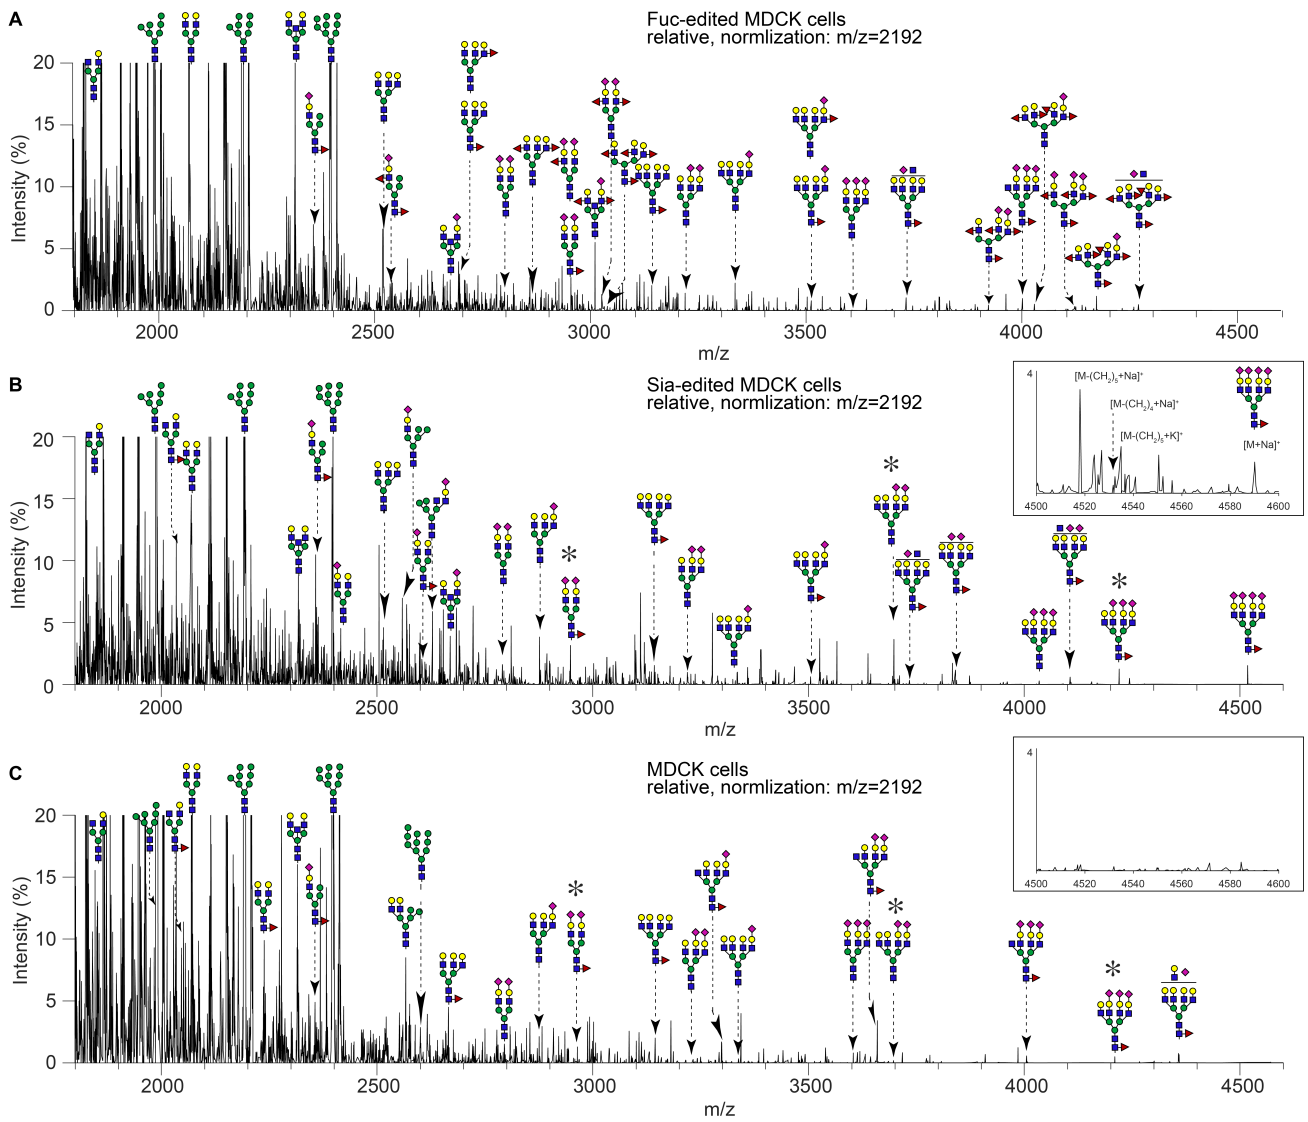 A
Fuc-edited MDCK cells
relative, normlization: m/z=2192
20
15
10
5
0
Intensity (%)
2000
2500
3000
3500
4000
4500
m/z
B
Sia-edited MDCK cells
relative, normlization: m/z=2192
4
[M-(CH₂)₅+Na]⁺
[M-(CH₂)₄+Na]⁺
[M-(CH₂)₅+K]⁺
[M+Na]⁺
4500
4520
4540
4560
4580
4600
20
15
10
5
0
Intensity (%)
*
*
*
2000
2500
3000
3500
4000
4500
m/z
C
MDCK cells
relative, normlization: m/z=2192
4
4500
4520
4540
4560
4580
4600
20
15
10
5
0
Intensity (%)
*
*
*
2000
2500
3000
3500
4000
4500
m/z